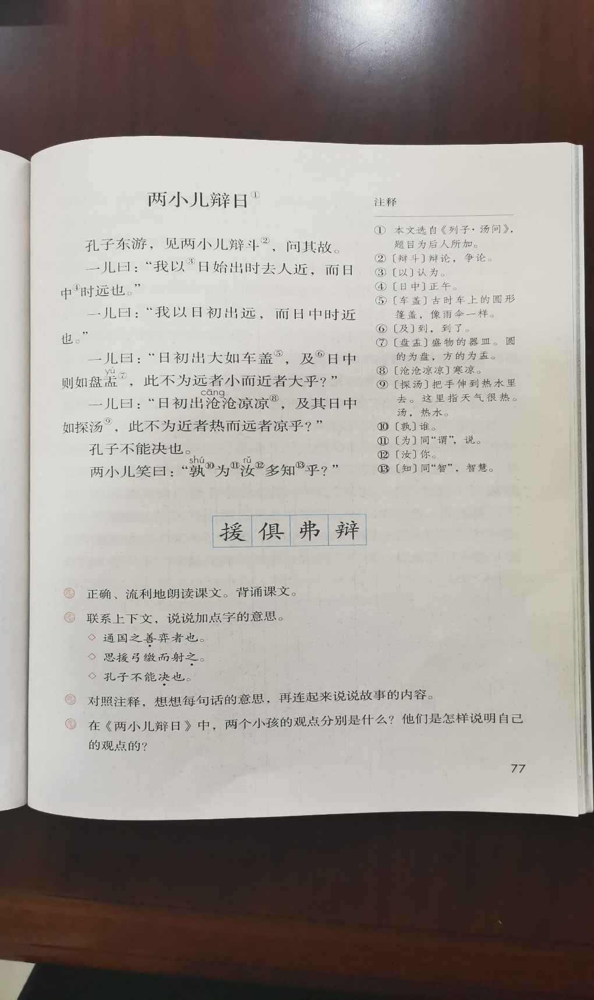 两小儿辩日①
孔子东游，见两小儿辩斗②，问其故。
一儿曰：“我以③日始出时去人近，而日
中④时远也。”
一儿曰：“我以日初出远，而日中时近
也。”
一儿曰：“日初出大如车盖⑤，及⑥日中
yú
则如盘盂⑦，此不为远者小而近者大乎？”
cāng
一儿曰：“日初出沧沧凉凉⑧，及其日中
如探汤⑨，此不为近者热而远者凉乎？”
孔子不能决也。
shú rǔ
两小儿笑曰：“孰⑩为⑪汝⑫多知⑬乎？”
注释
① 本文选自《列子·汤问》，
题目为后人所加。
②〔辩斗〕辩论，争论。
③〔以〕认为。
④〔日中〕正午。
⑤〔车盖〕古时车上的圆形
篷盖，像雨伞一样。
⑥〔及〕到，到了。
⑦〔盘盂〕盛物的器皿。圆
的为盘，方的为盂。
⑧〔沧沧凉凉〕寒凉。
⑨〔探汤〕把手伸到热水里
去。这里指天气很热。
汤，热水。
⑩〔孰〕谁。
⑪〔为〕同“谓”，说。
⑫〔汝〕你。
⑬〔知〕同“智”，智慧。
援 俱 弗 辩
正确、流利地朗读课文。背诵课文。
联系上下文，说说加点字的意思。
◇ 通国之善弈者也。
◇ 思援弓缴而射之。
◇ 孔子不能决也。
对照注释，想想每句话的意思，再连起来说说故事的内容。
在《两小儿辩日》中，两个小孩的观点分别是什么？他们是怎样说明自己
的观点的？
77